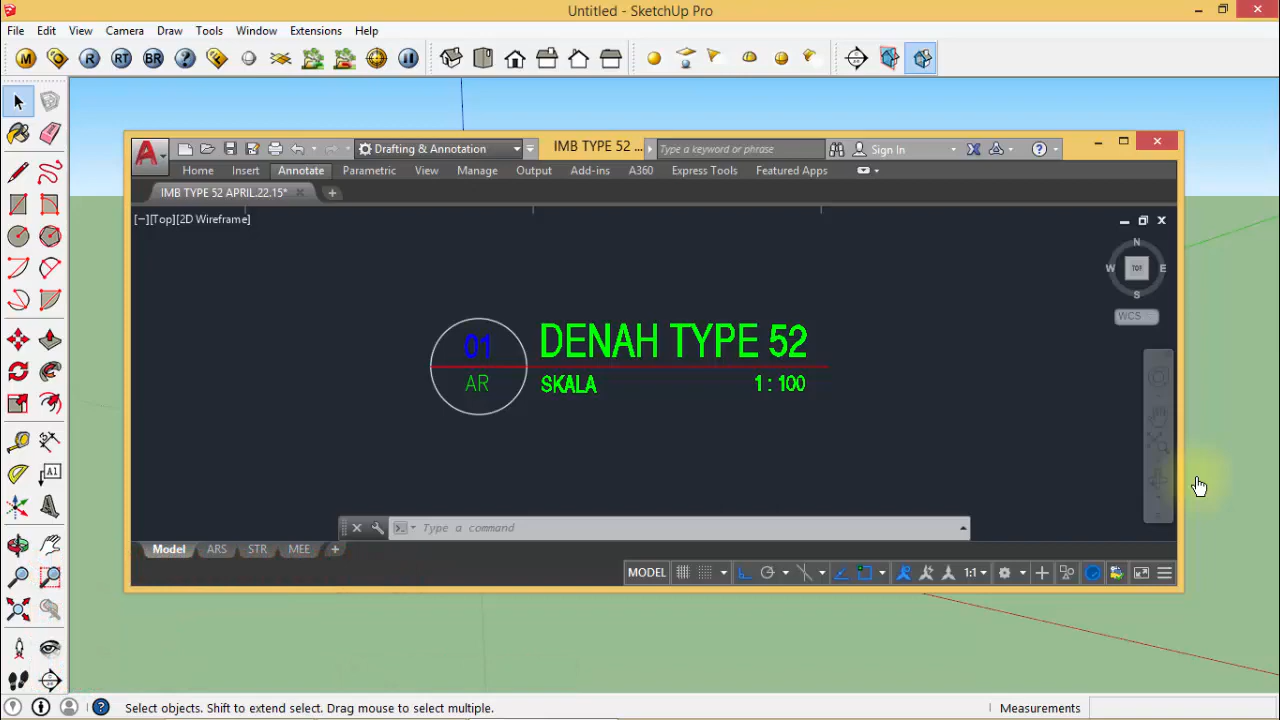 Untitled - SketchUp Pro
File Edit View Camera Draw Tools Window Extensions Help
M R RT BR ? F
Drafting & Annotation IMB TYPE 52 ... Type a keyword or phrase Sign In
Home Insert Annotate Parametric View Manage Output Add-ins A360 Express Tools Featured Apps
IMB TYPE 52 APRIL.22.15*
[−][Top][2D Wireframe]
N
W TOP E
S
WCS
01 DENAH TYPE 52
AR SKALA 1 : 100
A1
Type a command
Model ARS STR MEE +
MODEL 1:1
Select objects. Shift to extend select. Drag mouse to select multiple. Measurements